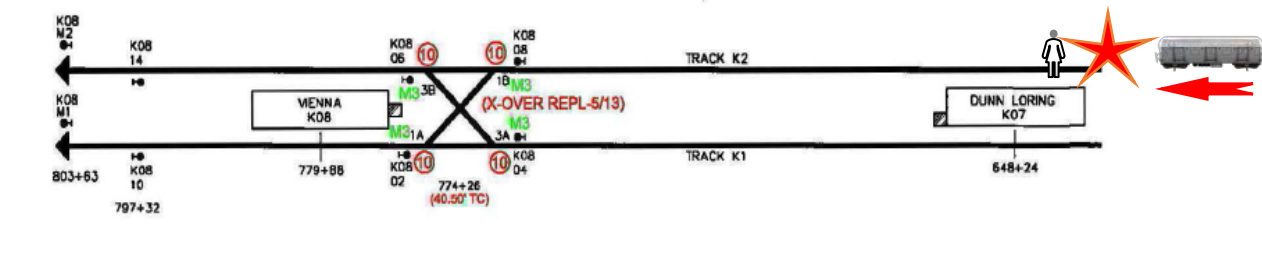 K08
M2
K08
14
K08
06
10
10
K08
08
TRACK K2
3B
M3
1B
M3
(X-OVER REPL-5/13)
K08
M1
VIENNA
K08
M3
1A
M3
3A
DUNN LORING
K07
TRACK K1
803+63
K08
10
797+32
779+86
K08
02
10
774+26
(40.50' TC)
10
K08
04
648+24